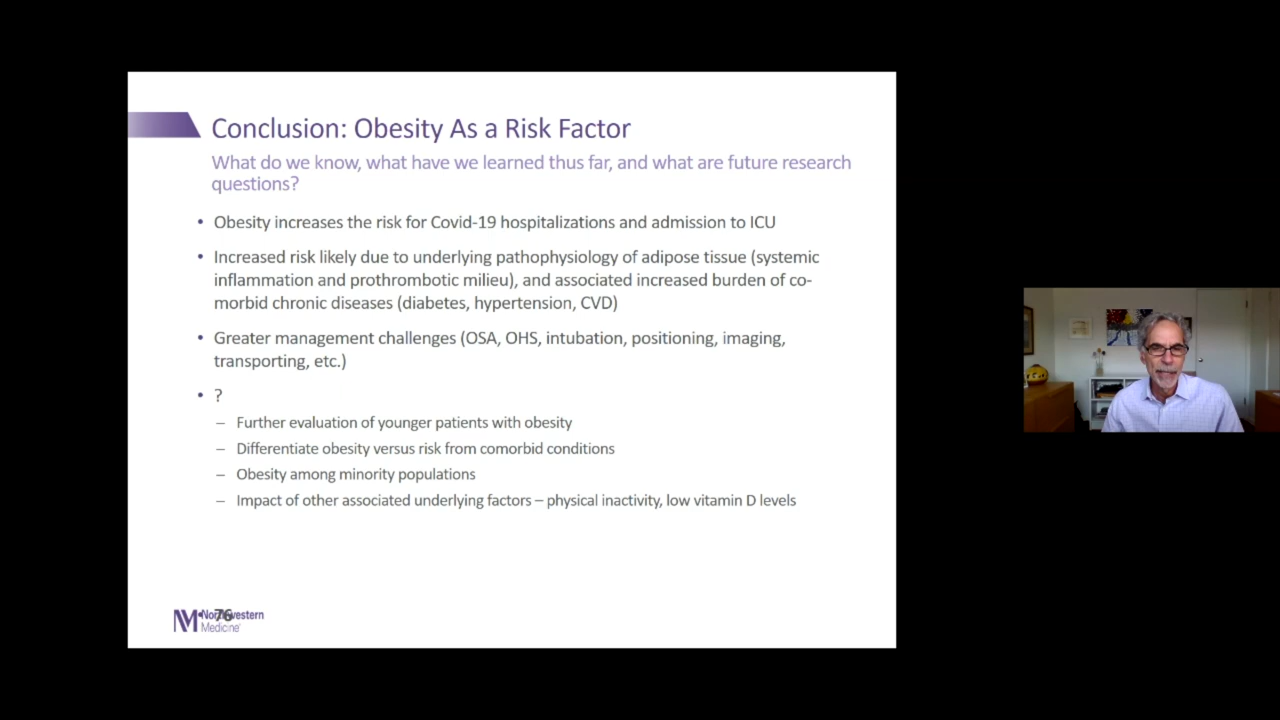 Conclusion: Obesity As a Risk Factor
What do we know, what have we learned thus far, and what are future research
questions?
• Obesity increases the risk for Covid-19 hospitalizations and admission to ICU
• Increased risk likely due to underlying pathophysiology of adipose tissue (systemic
inflammation and prothrombotic milieu), and associated increased burden of co-
morbid chronic diseases (diabetes, hypertension, CVD)
• Greater management challenges (OSA, OHS, intubation, positioning, imaging,
transporting, etc.)
• ?
– Further evaluation of younger patients with obesity
– Differentiate obesity versus risk from comorbid conditions
– Obesity among minority populations
– Impact of other associated underlying factors – physical inactivity, low vitamin D levels
76
NM Northwestern
Medicine®